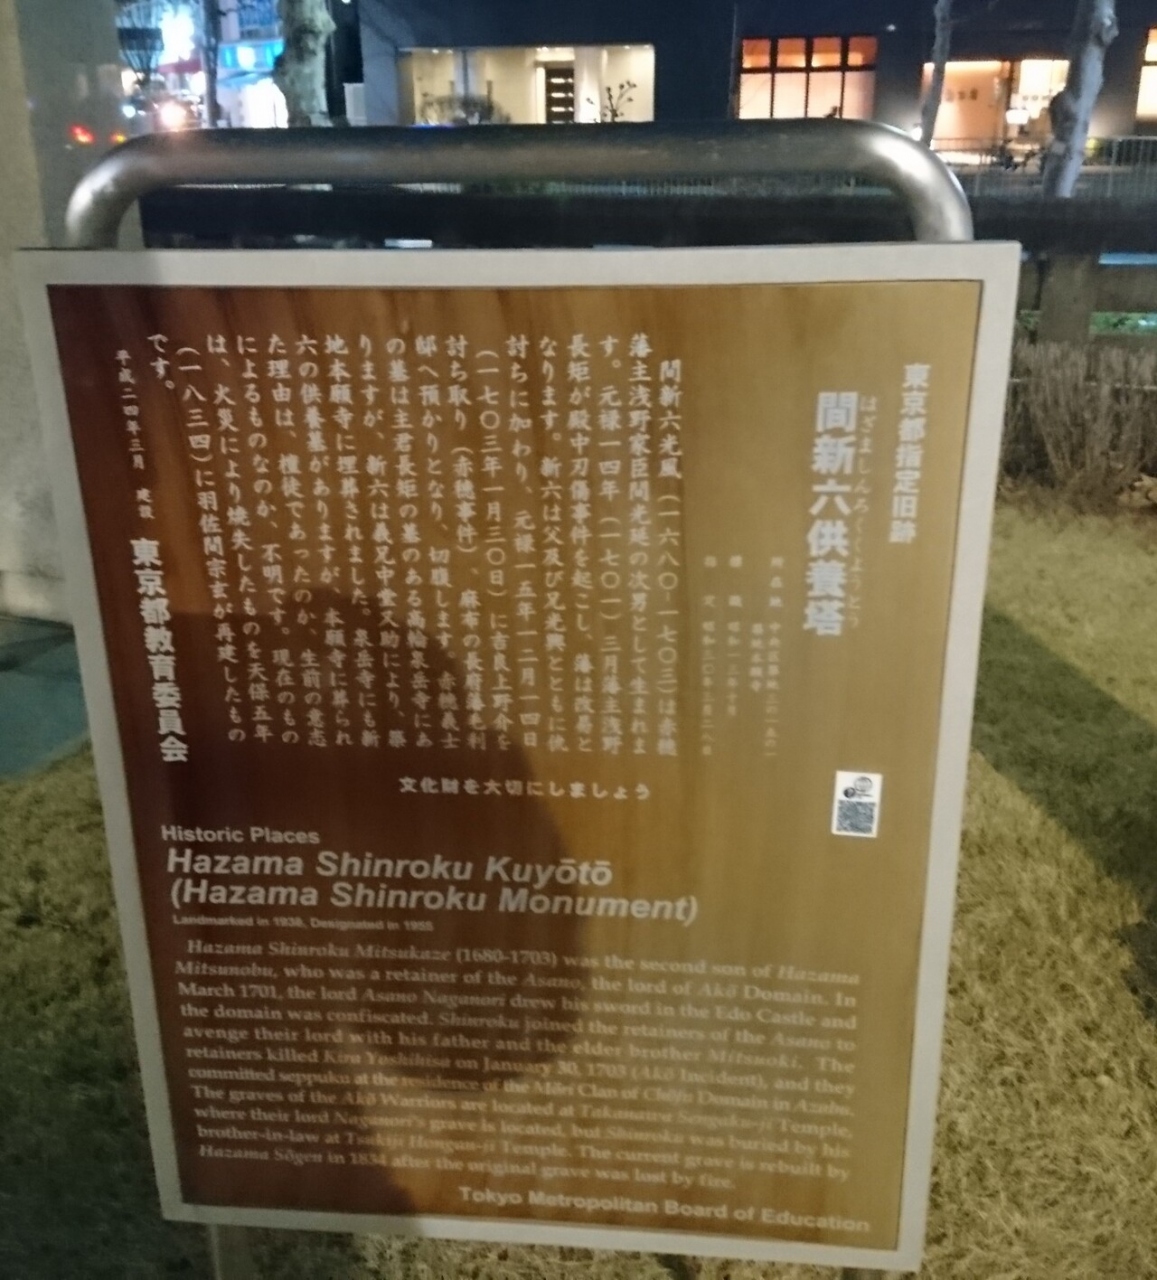 東京都指定旧跡
はざましんろくくようとう
間新六供養塔
間新六光風（一六八〇ー一七〇三）は赤穂
藩主浅野家臣間光延の次男として生まれま
す。元禄一四年（一七〇一）三月藩主浅野
長矩が殿中刃傷事件を起こし、藩は改易と
なります。新六は父及び兄光興とともに仇
討ちに加わり、元禄一五年一二月一四日
（一七〇三年一月三〇日）に吉良上野介を
討ち取り（赤穂事件）、麻布の長府藩毛利
邸へ預かりとなり、切腹します。赤穂義士
の墓は主君長矩の墓のある高輪泉岳寺にあ
りますが、新六は義兄中堂又助により、築
地本願寺に埋葬されました。泉岳寺にも新
六の供養墓がありますが、本願寺に葬られ
た理由は、檀徒であったのか、生前の意志
によるものなのか、不明です。現在のもの
は、火災により焼失したものを天保五年
（一八三四）に羽佐間宗玄が再建したもの
です。
平成二四年三月 建設
東京都教育委員会
文化財を大切にしましょう
Historic Places
Hazama Shinroku Kuyōtō
(Hazama Shinroku Monument)
Landmarked in 1938, Designated in 1955
Hazama Shinroku Mitsukaze (1680-1703) was the second son of Hazama
Mitsunobu, who was a retainer of the Asano, the lord of Akō Domain. In
March 1701, the lord Asano Naganori drew his sword in the Edo Castle and
the domain was confiscated. Shinroku joined the retainers of the Asano to
avenge their lord with his father and the elder brother Mitsuoki. The
retainers killed Kira Yoshihisa on January 30, 1703 (Akō Incident), and they
committed seppuku at the residence of the Mōri Clan of Chōfu Domain in Azabu.
The graves of the Akō Warriors are located at Takanawa Sengaku-ji Temple,
where their lord Naganori's grave is located, but Shinroku was buried by his
brother-in-law at Tsukiji Hongan-ji Temple. The current grave is rebuilt by
Hazama Sōgen in 1834 after the original grave was lost by fire.
Tokyo Metropolitan Board of Education